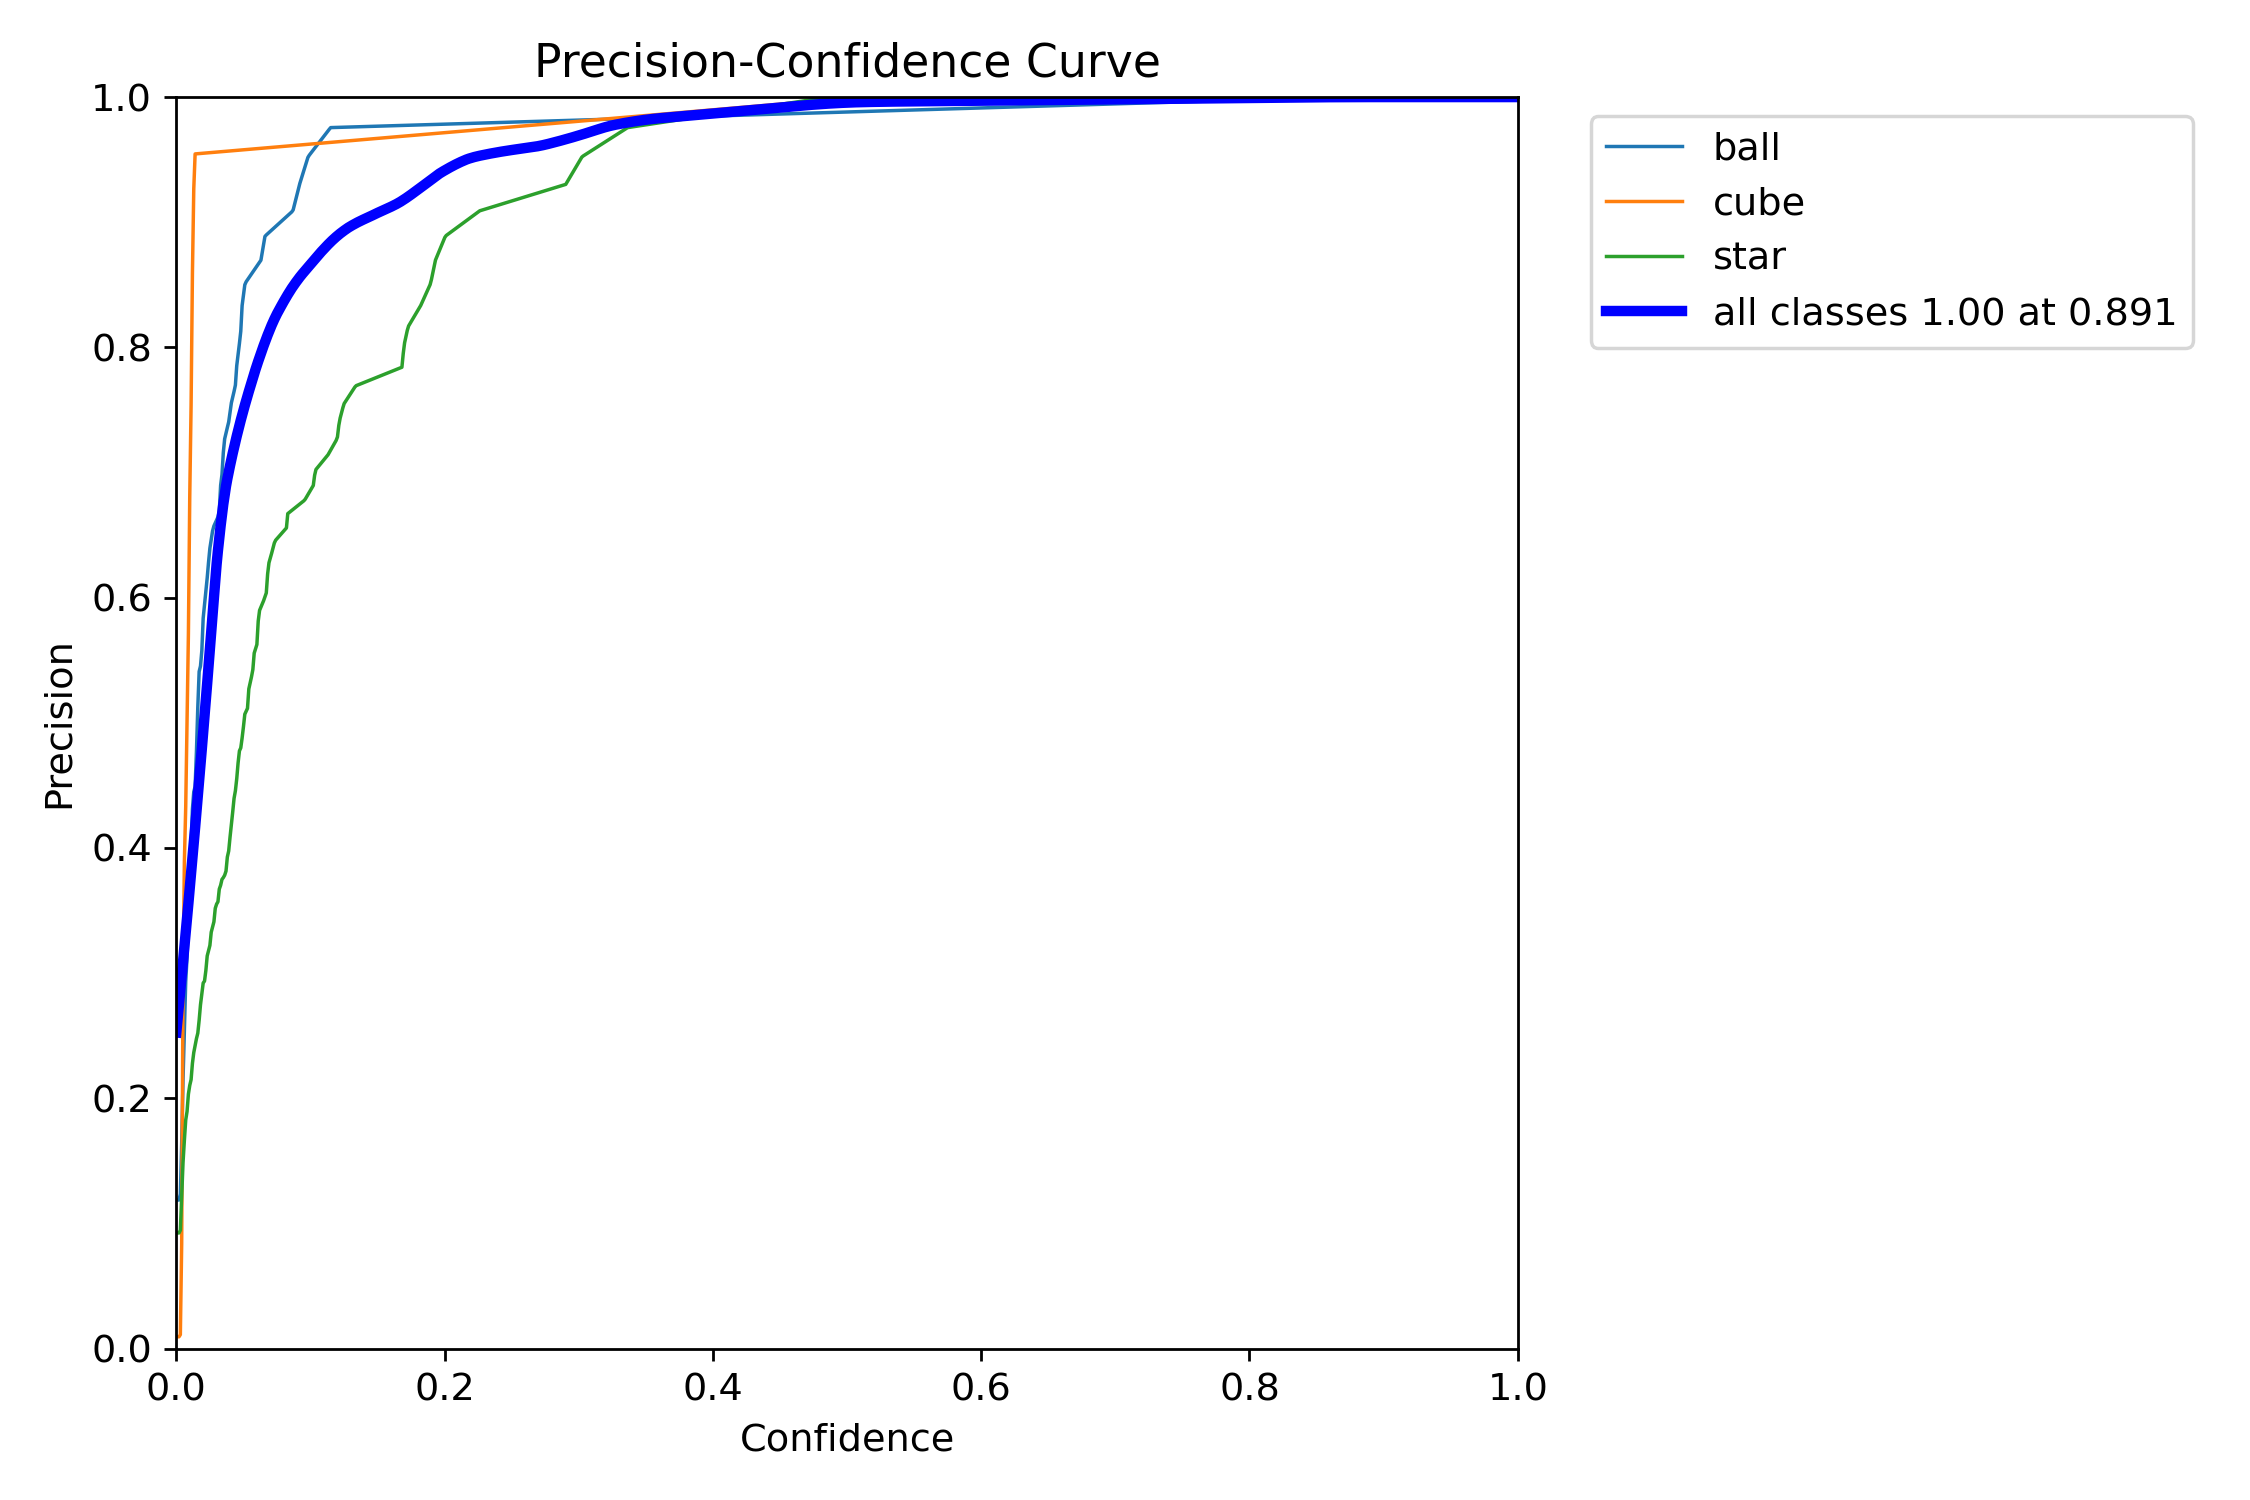 Precision-Confidence Curve
1.0
0.8
0.6
0.4
0.2
0.0
Precision
0.0 0.2 0.4 0.6 0.8 1.0
Confidence
ball
cube
star
all classes 1.00 at 0.891